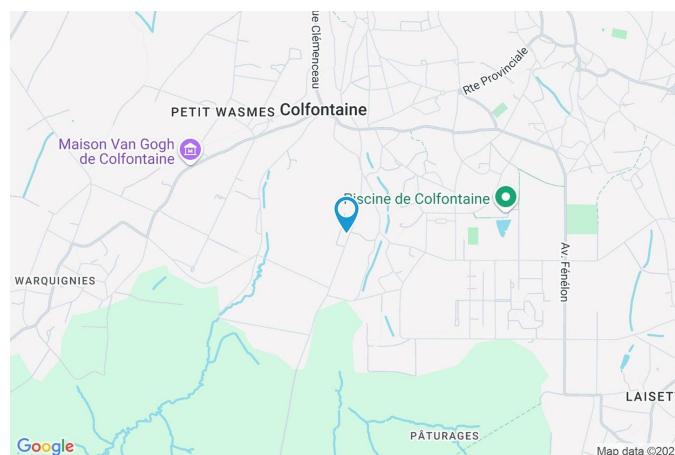 ue Clémenceau
Rte Provinciale
PETIT WASMES
Colfontaine
Maison Van Gogh
de Colfontaine
Piscine de Colfontaine
WARQUIGNIES
Av. Fénélon
LAISET
PÂTURAGES
Google
Map data ©202